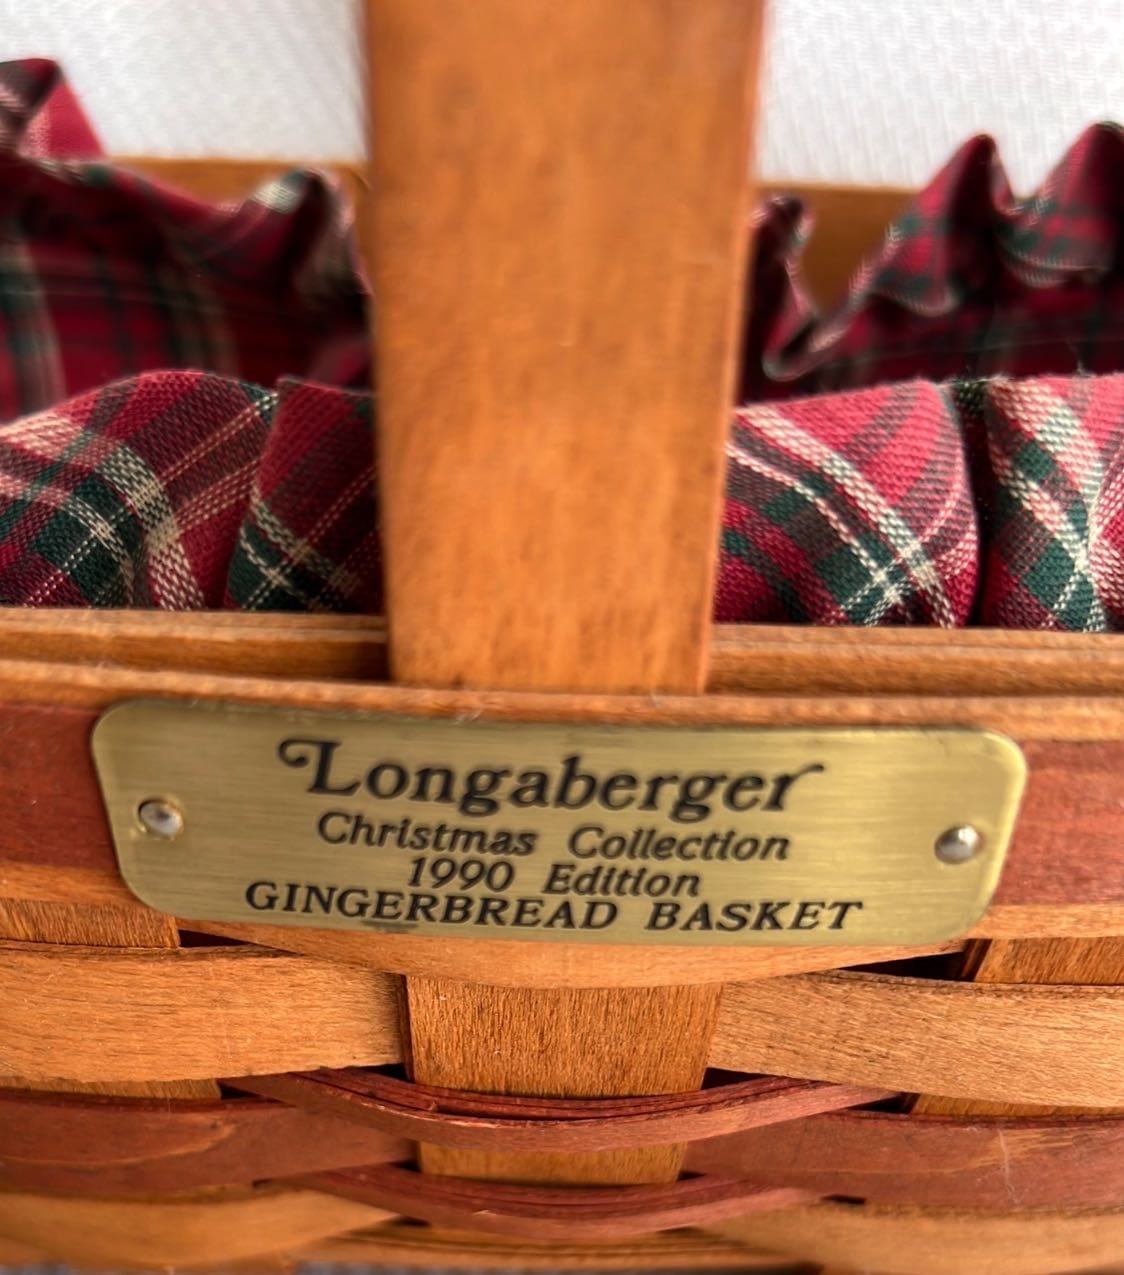 Longaberger
Christmas Collection
1990 Edition
GINGERBREAD BASKET